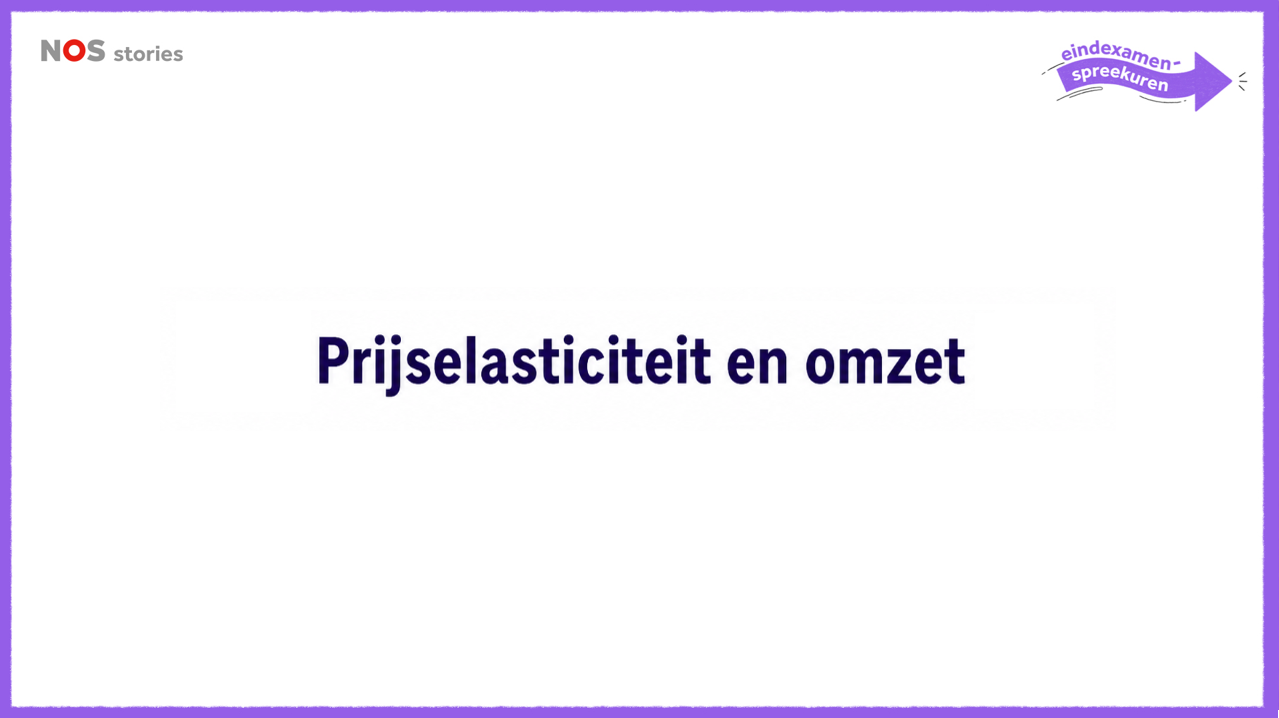 NOS stories
eindexamen-
spreekuren
Prijselasticiteit en omzet